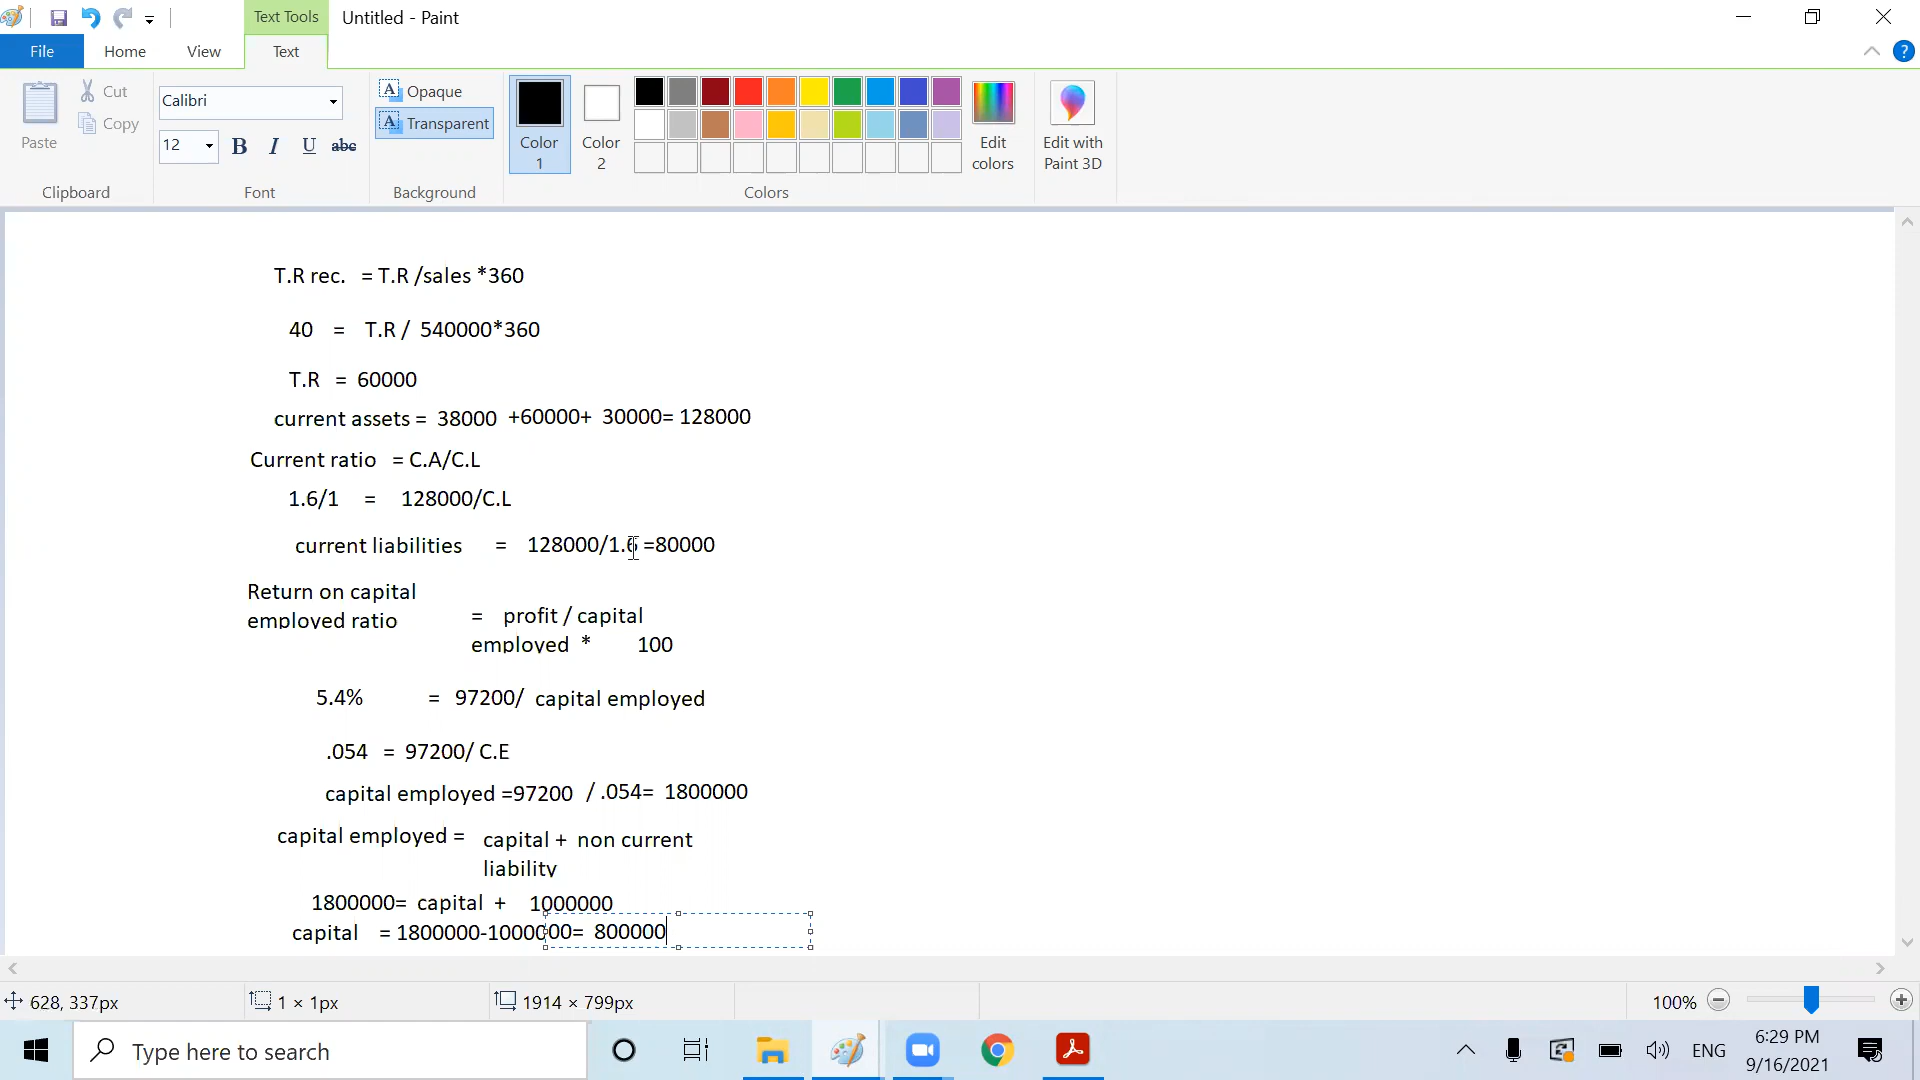 Text Tools
Untitled - Paint
File
Home
View
Text
Paste
Cut
Copy
Clipboard
Calibri
12
B I U abc
Font
A Opaque
A Transparent
Background
Color 1
Color 2
Colors
Edit colors
Edit with Paint 3D
T.R rec. = T.R /sales *360
40 = T.R / 540000*360
T.R = 60000
current assets = 38000 +60000+ 30000= 128000
Current ratio = C.A/C.L
1.6/1 = 128000/C.L
current liabilities = 128000/1.6 =80000
Return on capital
employed ratio
= profit / capital
employed * 100
5.4% = 97200/ capital employed
.054 = 97200/ C.E
capital employed =97200 / .054= 1800000
capital employed = capital + non current
liability
1800000= capital + 1000000
capital = 1800000-1000000= 800000
628, 337px
1 × 1px
1914 × 799px
100%
Type here to search
ENG
6:29 PM
9/16/2021